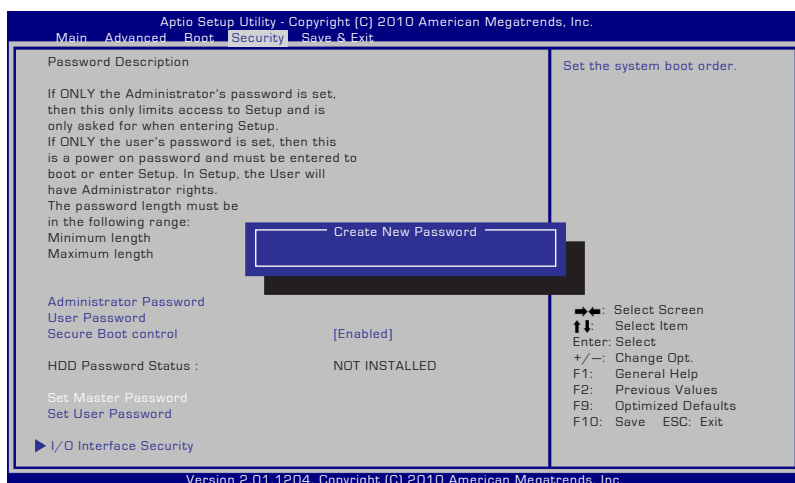 Aptio Setup Utility - Copyright (C) 2010 American Megatrends, Inc.
Main Advanced Boot Security Save & Exit
Password Description
If ONLY the Administrator's password is set,
then this only limits access to Setup and is
only asked for when entering Setup.
If ONLY the user's password is set, then this
is a power on password and must be entered to
boot or enter Setup. In Setup, the User will
have Administrator rights.
The password length must be
in the following range:
Minimum length
Maximum length
Create New Password
Administrator Password
User Password
Secure Boot control [Enabled]
HDD Password Status : NOT INSTALLED
Set Master Password
Set User Password
I/O Interface Security
Set the system boot order.
→←: Select Screen
↑↓: Select Item
Enter: Select
+/—: Change Opt.
F1: General Help
F2: Previous Values
F9: Optimized Defaults
F10: Save ESC: Exit
Version 2.01.1204. Copyright (C) 2010 American Megatrends, Inc.